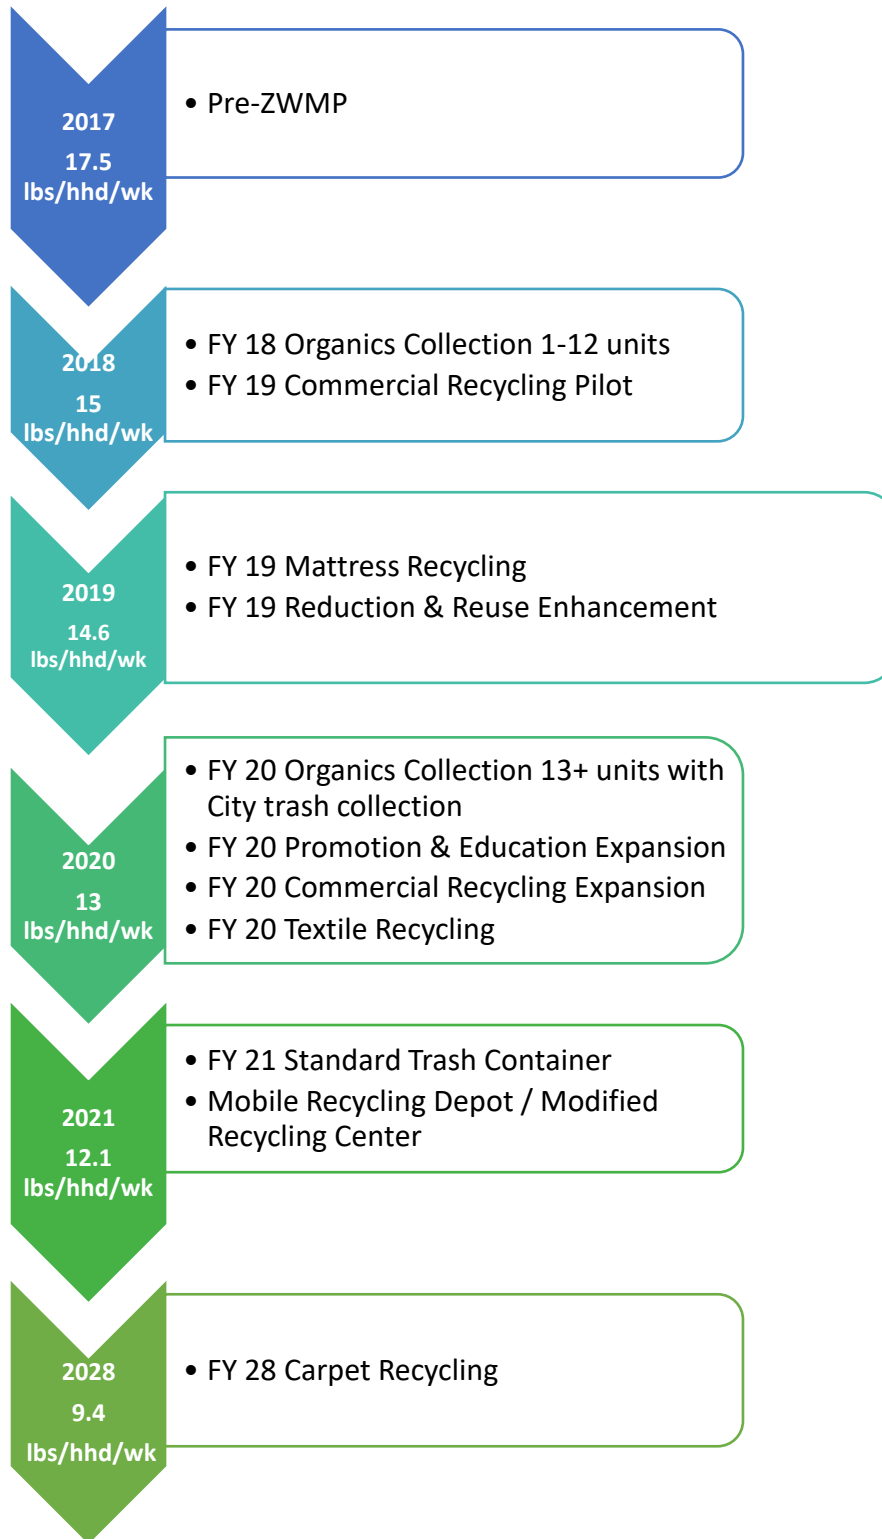 2017
17.5
lbs/hhd/wk
• Pre-ZWMP
2018
15
lbs/hhd/wk
• FY 18 Organics Collection 1-12 units
• FY 19 Commercial Recycling Pilot
2019
14.6
lbs/hhd/wk
• FY 19 Mattress Recycling
• FY 19 Reduction & Reuse Enhancement
2020
13
lbs/hhd/wk
• FY 20 Organics Collection 13+ units with
City trash collection
• FY 20 Promotion & Education Expansion
• FY 20 Commercial Recycling Expansion
• FY 20 Textile Recycling
2021
12.1
lbs/hhd/wk
• FY 21 Standard Trash Container
• Mobile Recycling Depot / Modified
Recycling Center
2028
9.4
lbs/hhd/wk
• FY 28 Carpet Recycling